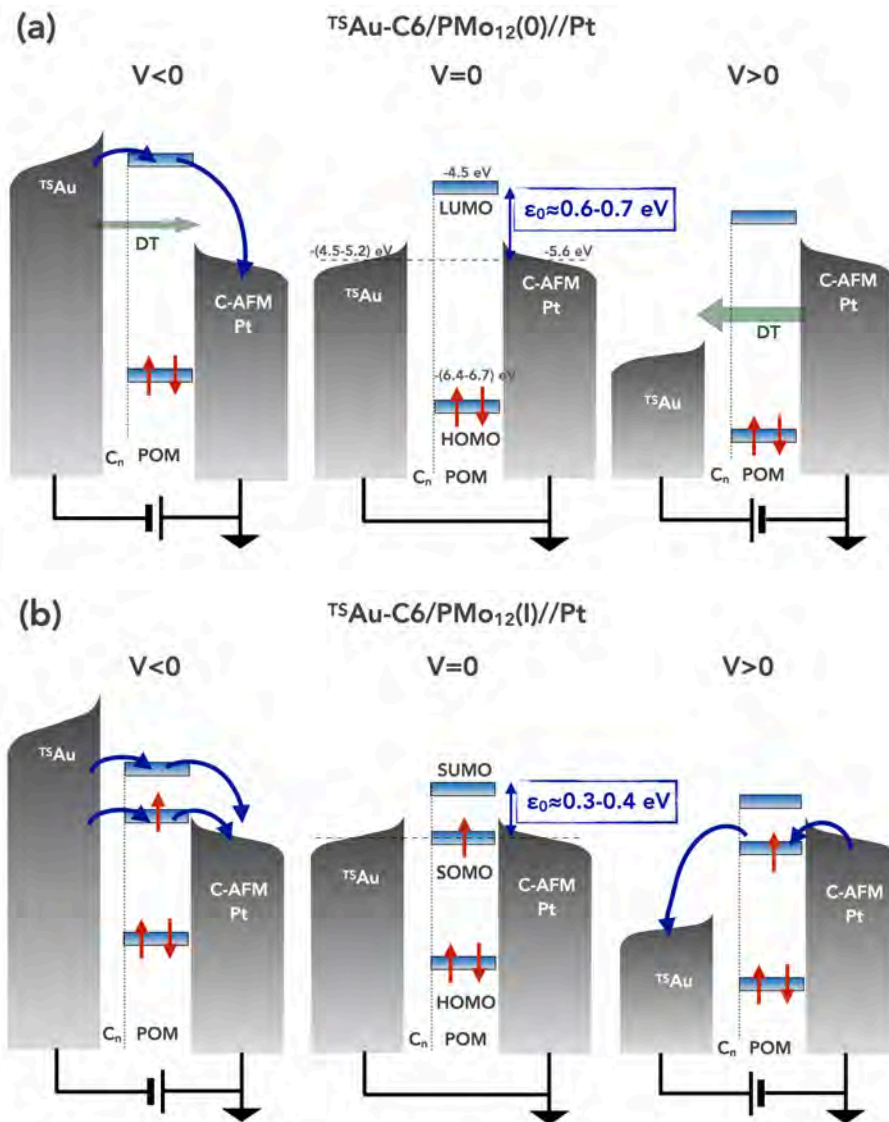 (a)
ᵀˢAu-C6/PMo₁₂(0)//Pt
V<0
V=0
V>0
ᵀˢAu
DT
C-AFM
Pt
Cₙ
POM
-4.5 eV
LUMO
ε₀≈0.6-0.7 eV
-(4.5-5.2) eV
-5.6 eV
ᵀˢAu
C-AFM
Pt
-(6.4-6.7) eV
HOMO
Cₙ
POM
C-AFM
Pt
DT
ᵀˢAu
Cₙ
POM
(b)
ᵀˢAu-C6/PMo₁₂(I)//Pt
V<0
V=0
V>0
ᵀˢAu
C-AFM
Pt
Cₙ
POM
SUMO
ε₀≈0.3-0.4 eV
ᵀˢAu
SOMO
C-AFM
Pt
HOMO
Cₙ
POM
C-AFM
Pt
ᵀˢAu
Cₙ
POM